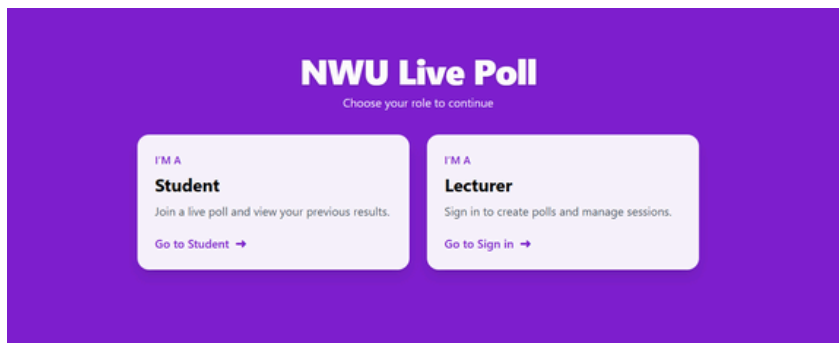 NWU Live Poll
Choose your role to continue
I'M A
Student
Join a live poll and view your previous results.
Go to Student ➜
I'M A
Lecturer
Sign in to create polls and manage sessions.
Go to Sign in ➜